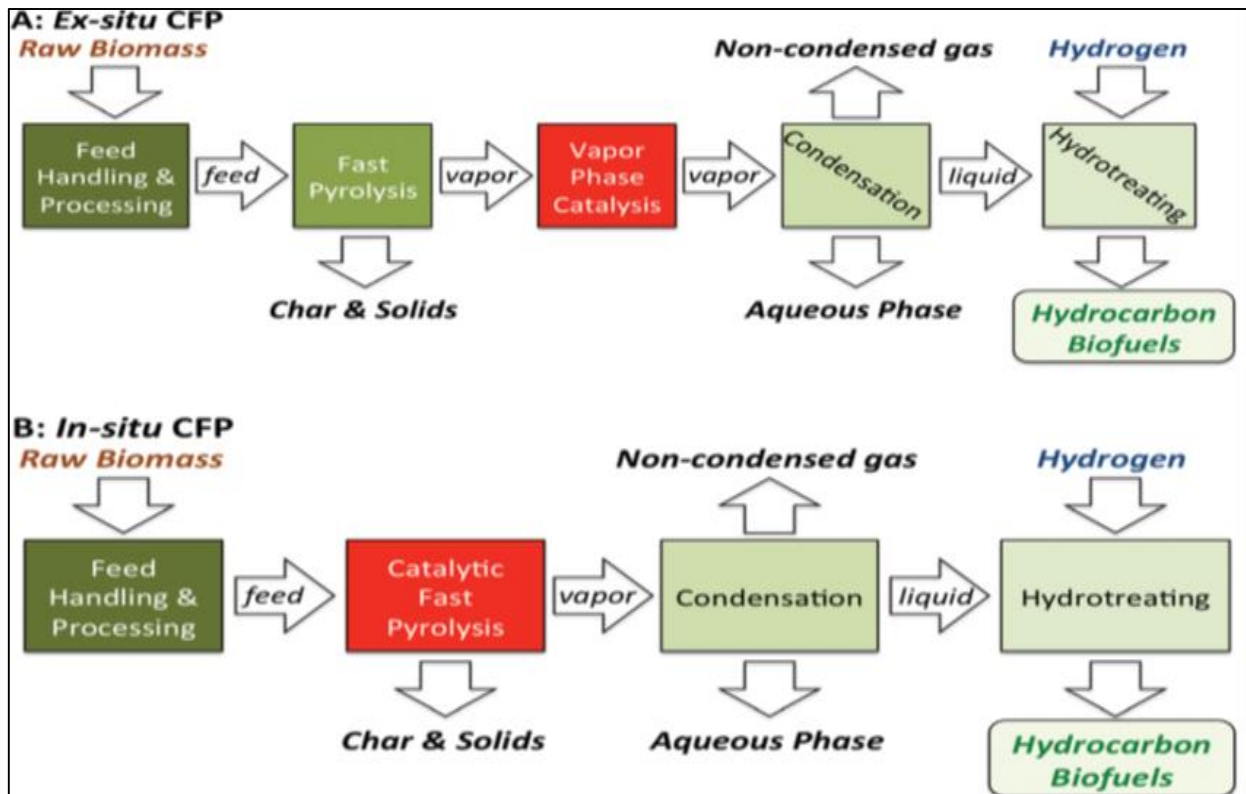 A: Ex-situ CFP
Raw Biomass
Non-condensed gas
Hydrogen
Feed
Handling &
Processing
feed
Fast
Pyrolysis
vapor
Vapor
Phase
Catalysis
vapor
Condensation
liquid
Hydrotreating
Char & Solids
Aqueous Phase
Hydrocarbon
Biofuels
B: In-situ CFP
Raw Biomass
Non-condensed gas
Hydrogen
Feed
Handling &
Processing
feed
Catalytic
Fast
Pyrolysis
vapor
Condensation
liquid
Hydrotreating
Char & Solids
Aqueous Phase
Hydrocarbon
Biofuels